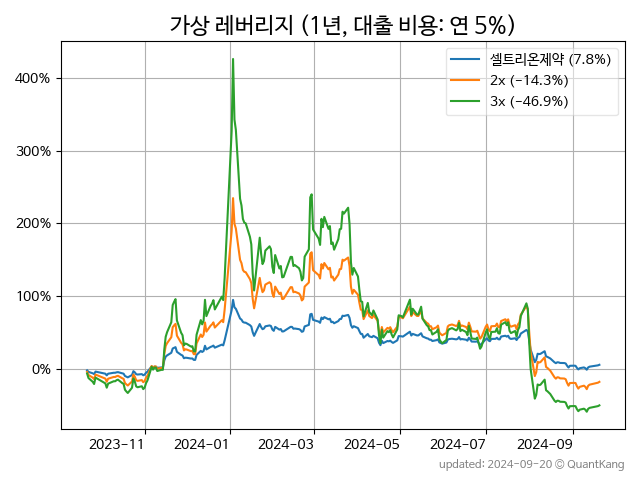 가상 레버리지 (1년, 대출 비용: 연 5%)
셀트리온제약 (7.8%)
2x (-14.3%)
3x (-46.9%)
400%
300%
200%
100%
0%
2023-11 2024-01 2024-03 2024-05 2024-07 2024-09
updated: 2024-09-20 © QuantKang